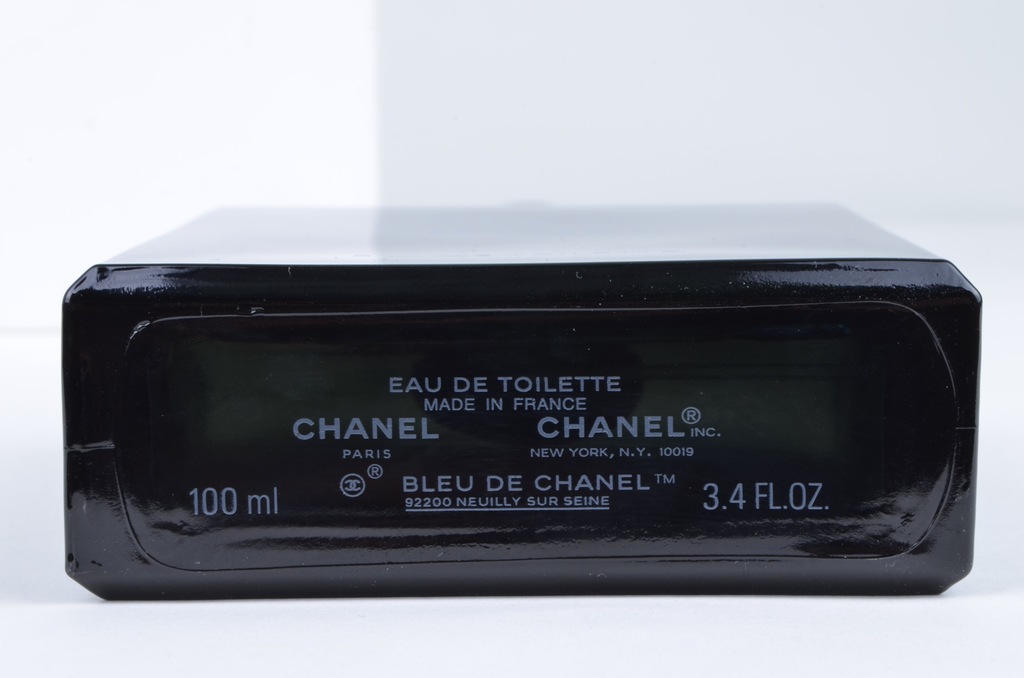 EAU DE TOILETTE
MADE IN FRANCE
CHANEL CHANEL® INC.
PARIS NEW YORK, N.Y. 10019
® BLEU DE CHANEL™
92200 NEUILLY SUR SEINE
100 ml 3.4 FL.OZ.